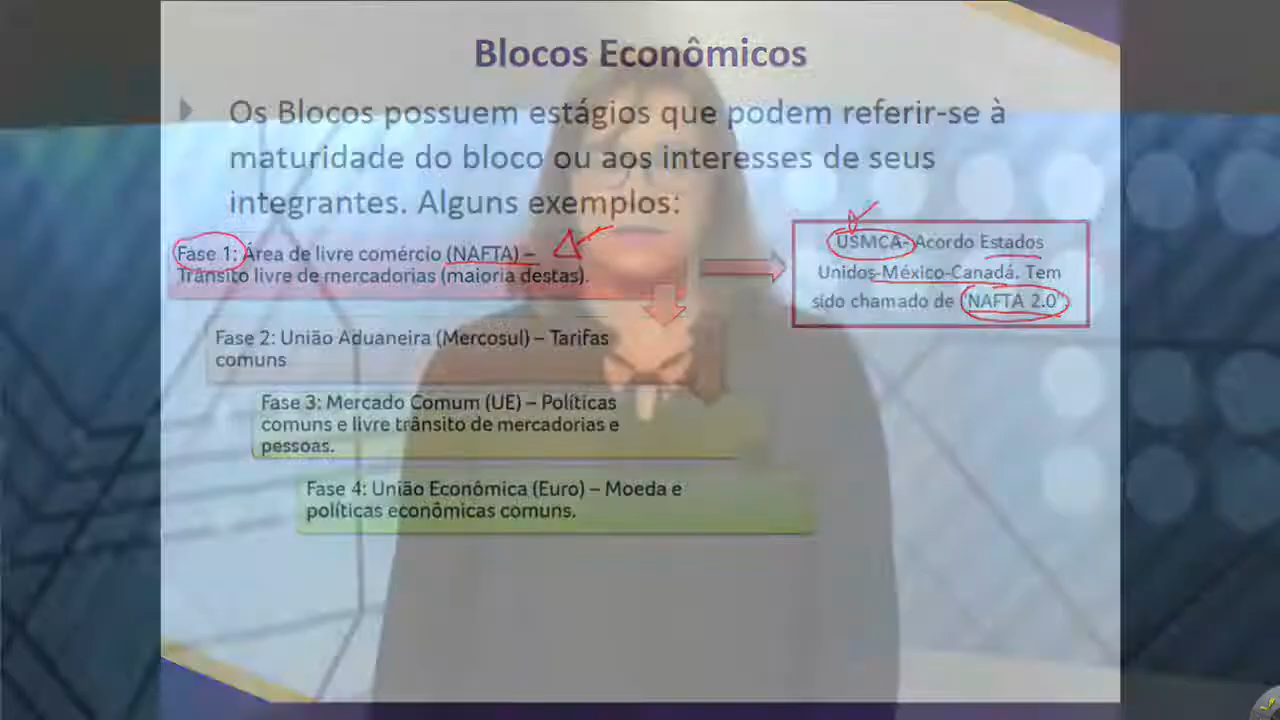 Blocos Econômicos
Os Blocos possuem estágios que podem referir-se à
maturidade do bloco ou aos interesses de seus
integrantes. Alguns exemplos:
Fase 1: Área de livre comércio (NAFTA) –
Trânsito livre de mercadorias (maioria destas).
USMCA- Acordo Estados
Unidos-México-Canadá. Tem
sido chamado de 'NAFTA 2.0'
Fase 2: União Aduaneira (Mercosul) – Tarifas
comuns
Fase 3: Mercado Comum (UE) – Políticas
comuns e livre trânsito de mercadorias e
pessoas.
Fase 4: União Econômica (Euro) – Moeda e
políticas econômicas comuns.